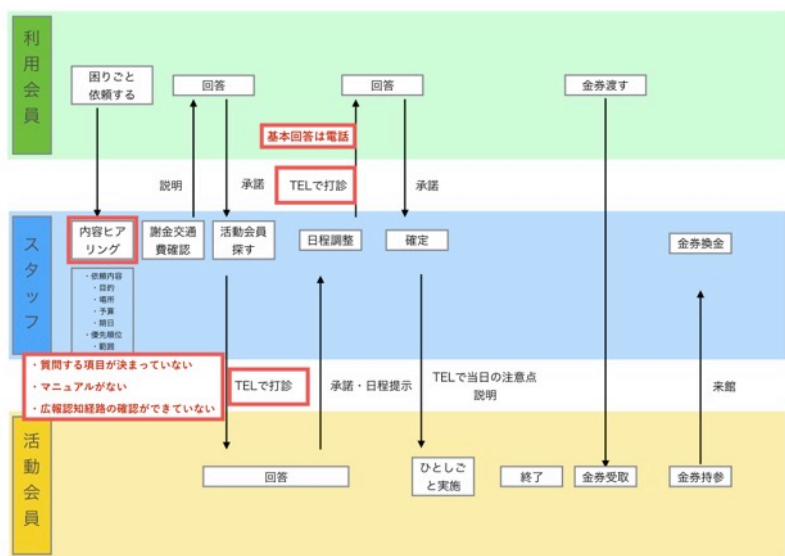 利用会員
困りごと
依頼する
回答
回答
金券渡す
基本回答は電話
説明
承諾
TELで打診
承諾
スタッフ
内容ヒア
リング
謝金交通
費確認
活動会員
探す
日程調整
確定
金券換金
・依頼内容
・目的
・場所
・予算
・期日
・優先順位
・範囲
・質問する項目が決まっていない
・マニュアルがない
・広報認知経路の確認ができていない
TELで打診
承諾・日程提示
TELで当日の注意点
説明
来館
活動会員
回答
ひとしご
と実施
終了
金券受取
金券持参